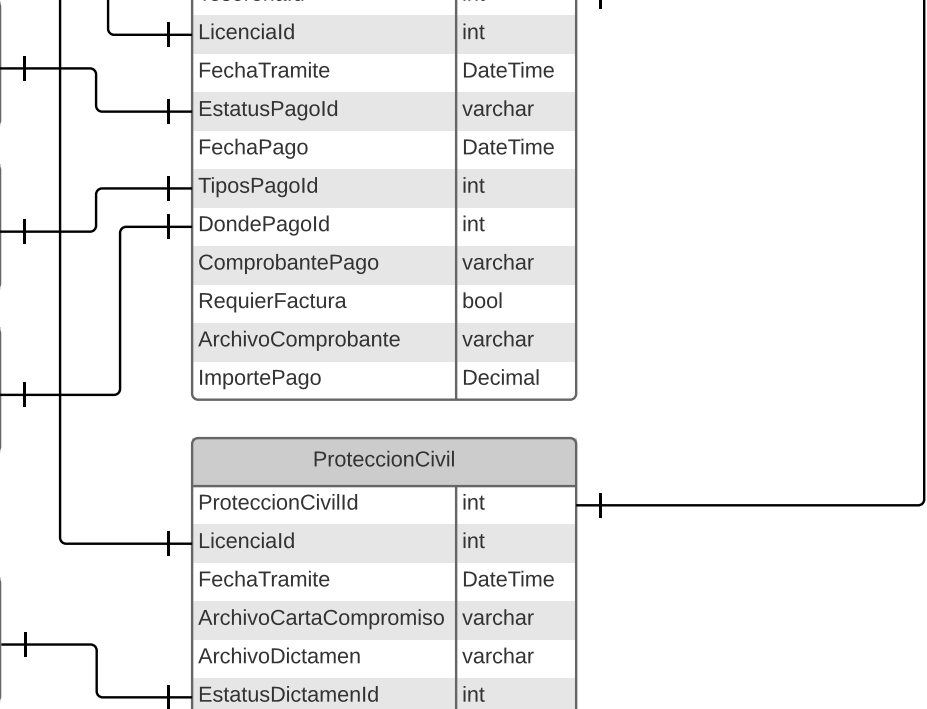 LicenciaId int
FechaTramite DateTime
EstatusPagoId varchar
FechaPago DateTime
TiposPagoId int
DondePagoId int
ComprobantePago varchar
RequierFactura bool
ArchivoComprobante varchar
ImportePago Decimal
ProteccionCivil
ProteccionCivilId int
LicenciaId int
FechaTramite DateTime
ArchivoCartaCompromiso varchar
ArchivoDictamen varchar
EstatusDictamenId int